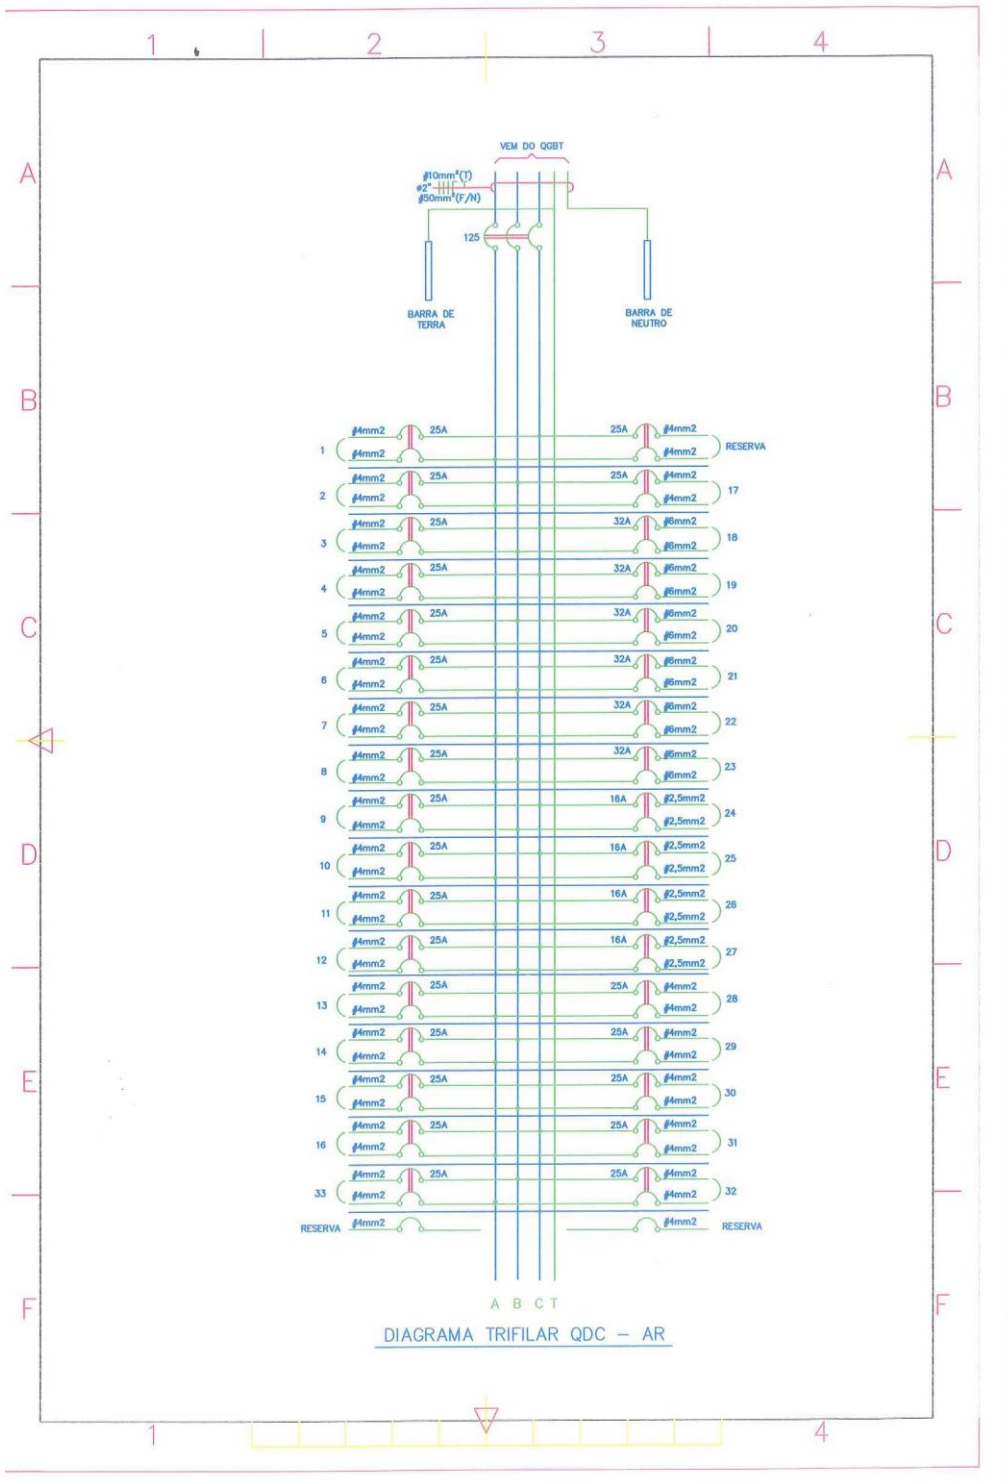 1 2 3 4
A A
VEM DO QGBT
#10mm²(T)
ø2"
#50mm²(F/N)
125
BARRA DE
TERRA
BARRA DE
NEUTRO
B B
#4mm2 25A 25A #4mm2
1 #4mm2 #4mm2 RESERVA
#4mm2 25A 25A #4mm2
2 #4mm2 #4mm2 17
#4mm2 25A 32A #6mm2
3 #4mm2 #6mm2 18
#4mm2 25A 32A #6mm2
4 #4mm2 #6mm2 19
C C
#4mm2 25A 32A #6mm2
5 #4mm2 #6mm2 20
#4mm2 25A 32A #6mm2
6 #4mm2 #6mm2 21
#4mm2 25A 32A #6mm2
7 #4mm2 #6mm2 22
#4mm2 25A 32A #6mm2
8 #4mm2 #6mm2 23
#4mm2 25A 16A #2,5mm2
9 #4mm2 #2,5mm2 24
D D
#4mm2 25A 16A #2,5mm2
10 #4mm2 #2,5mm2 25
#4mm2 25A 16A #2,5mm2
11 #4mm2 #2,5mm2 26
#4mm2 25A 16A #2,5mm2
12 #4mm2 #2,5mm2 27
#4mm2 25A 25A #4mm2
13 #4mm2 #4mm2 28
#4mm2 25A 25A #4mm2
14 #4mm2 #4mm2 29
E E
#4mm2 25A 25A #4mm2
15 #4mm2 #4mm2 30
#4mm2 25A 25A #4mm2
16 #4mm2 #4mm2 31
#4mm2 25A 25A #4mm2
33 #4mm2 #4mm2 32
RESERVA #4mm2 #4mm2 RESERVA
F F
A B C T
DIAGRAMA TRIFILAR QDC – AR
1 4